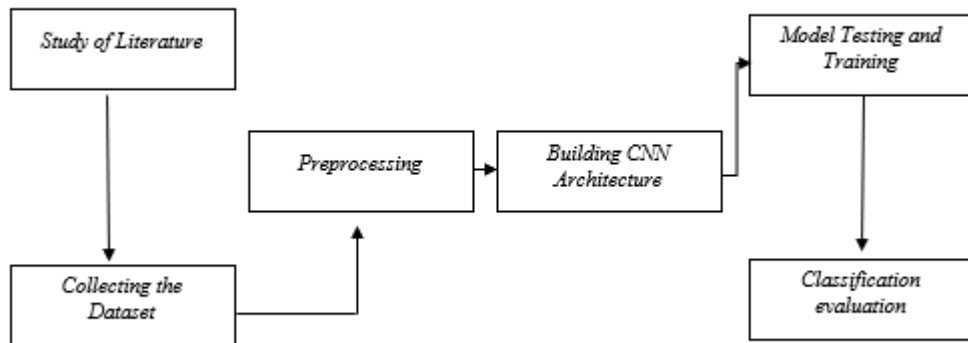 Study of Literature
Collecting the
Dataset
Preprocessing
Building CNN
Architecture
Model Testing and
Training
Classification
evaluation